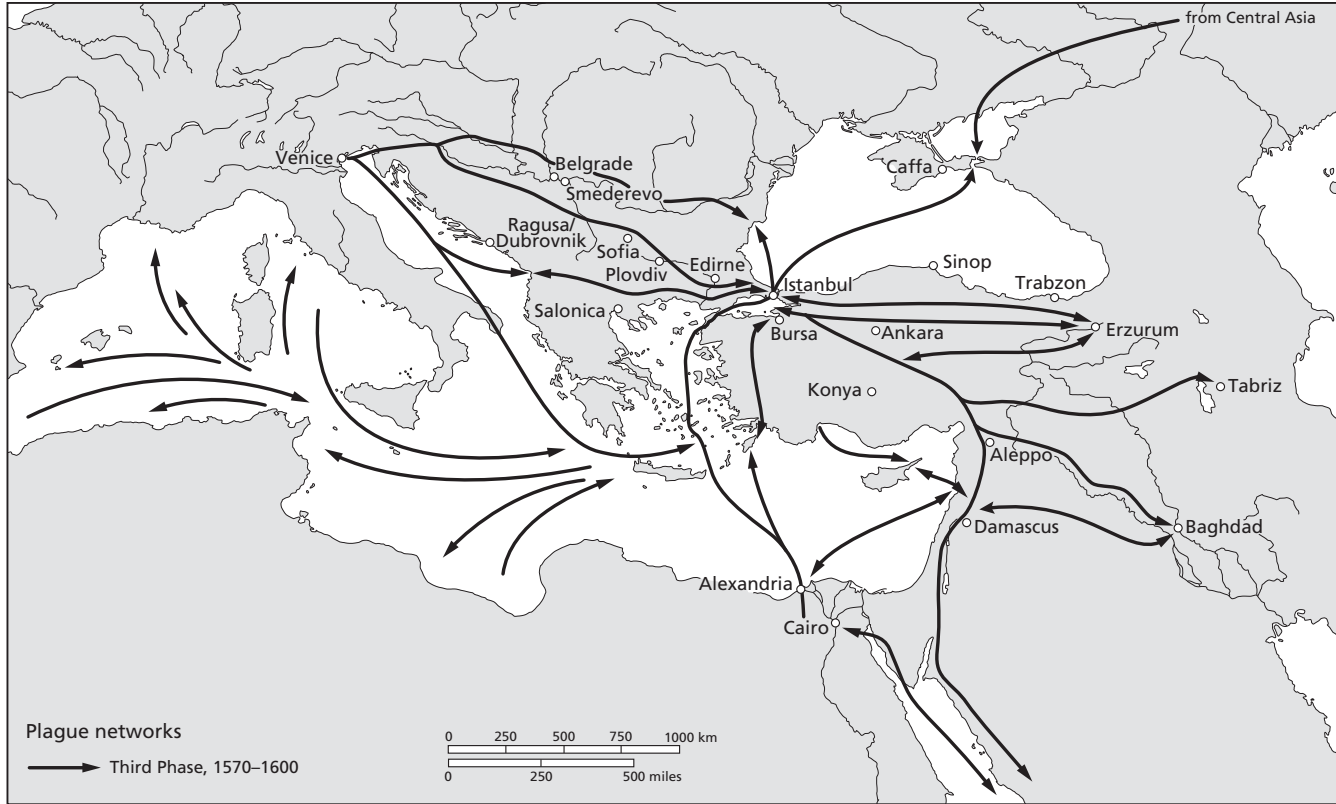 from Central Asia
Venice
Belgrade
Smederevo
Caffa
Ragusa/
Dubrovnik
Sofia
Plovdiv
Edirne
Istanbul
Sinop
Trabzon
Salonica
Bursa
Ankara
Erzurum
Konya
Tabriz
Aleppo
Damascus
Baghdad
Alexandria
Cairo
Plague networks
Third Phase, 1570–1600
0 250 500 750 1000 km
0 250 500 miles